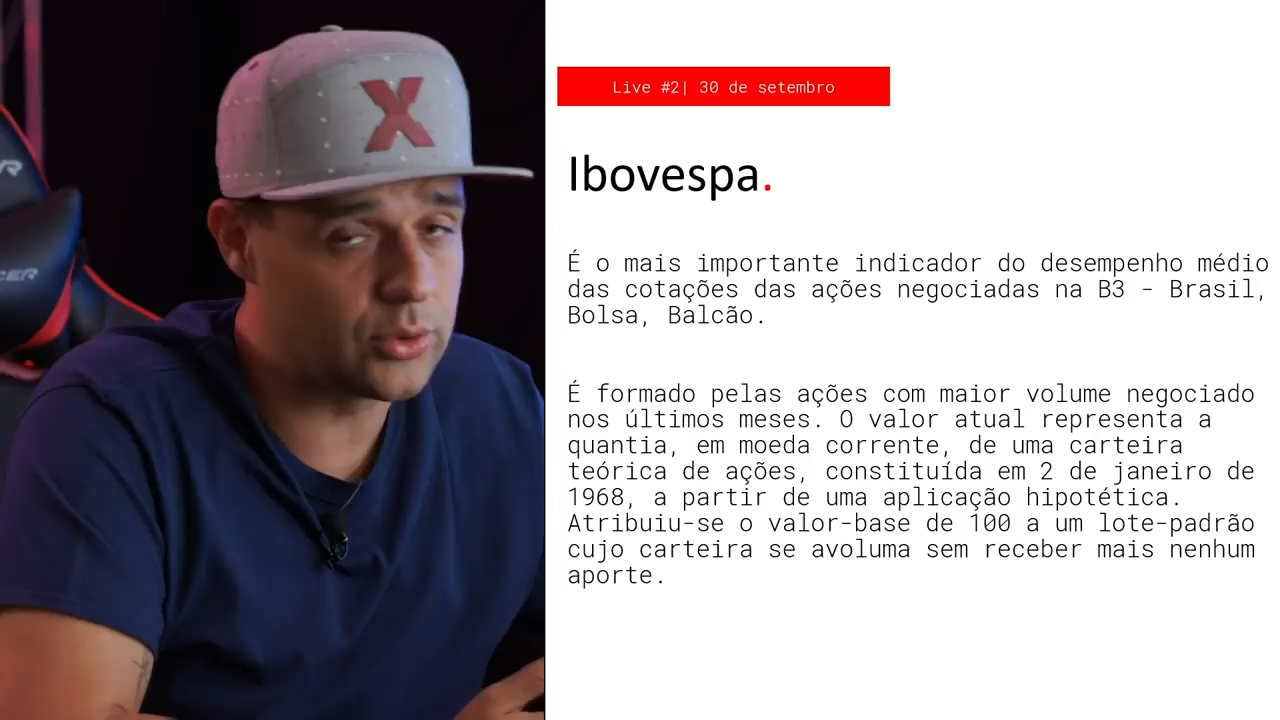 X
Live #2| 30 de setembro
Ibovespa.
É o mais importante indicador do desempenho médio
das cotações das ações negociadas na B3 - Brasil,
Bolsa, Balcão.
É formado pelas ações com maior volume negociado
nos últimos meses. O valor atual representa a
quantia, em moeda corrente, de uma carteira
teórica de ações, constituída em 2 de janeiro de
1968, a partir de uma aplicação hipotética.
Atribuiu-se o valor-base de 100 a um lote-padrão
cujo carteira se avoluma sem receber mais nenhum
aporte.